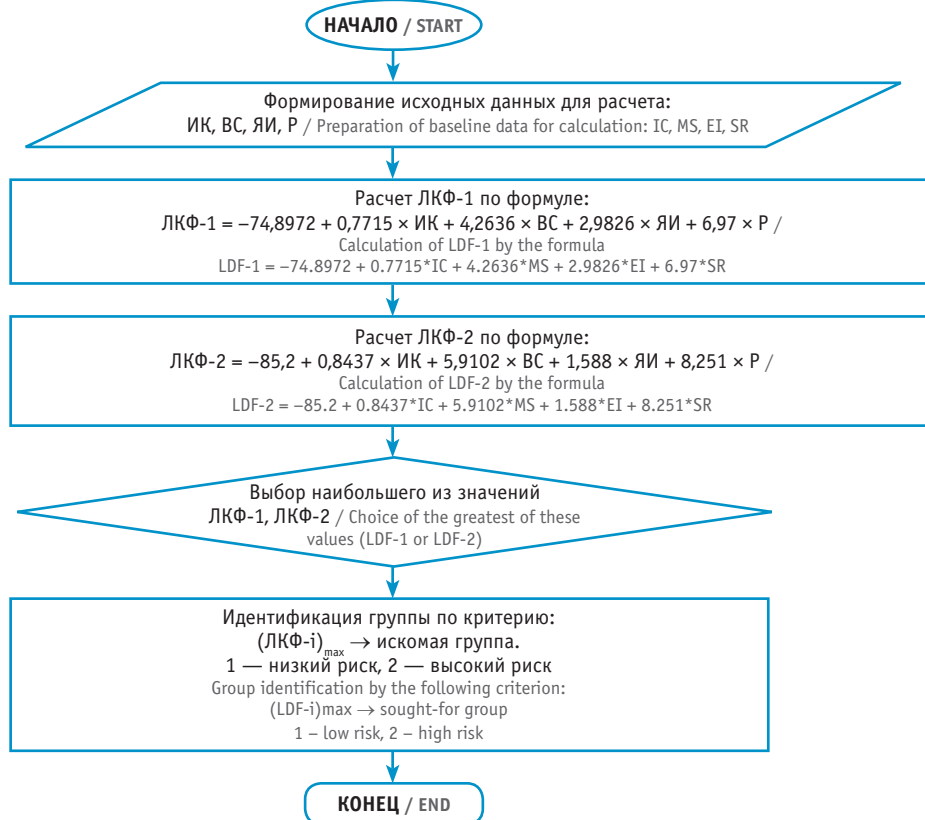 НАЧАЛО / START
Формирование исходных данных для расчета:
ИК, ВС, ЯИ, Р / Preparation of baseline data for calculation: IC, MS, EI, SR
Расчет ЛКФ-1 по формуле:
ЛКФ-1 = −74,8972 + 0,7715 × ИК + 4,2636 × ВС + 2,9826 × ЯИ + 6,97 × Р /
Calculation of LDF-1 by the formula
LDF-1 = −74.8972 + 0.7715*IC + 4.2636*MS + 2.9826*EI + 6.97*SR
Расчет ЛКФ-2 по формуле:
ЛКФ-2 = −85,2 + 0,8437 × ИК + 5,9102 × ВС + 1,588 × ЯИ + 8,251 × Р /
Calculation of LDF-2 by the formula
LDF-2 = −85.2 + 0.8437*IC + 5.9102*MS + 1.588*EI + 8.251*SR
Выбор наибольшего из значений
ЛКФ-1, ЛКФ-2 / Choice of the greatest of these
values (LDF-1 or LDF-2)
Идентификация группы по критерию:
(ЛКФ-i)max → искомая группа.
1 — низкий риск, 2 — высокий риск
Group identification by the following criterion:
(LDF-i)max → sought-for group
1 – low risk, 2 – high risk
КОНЕЦ / END